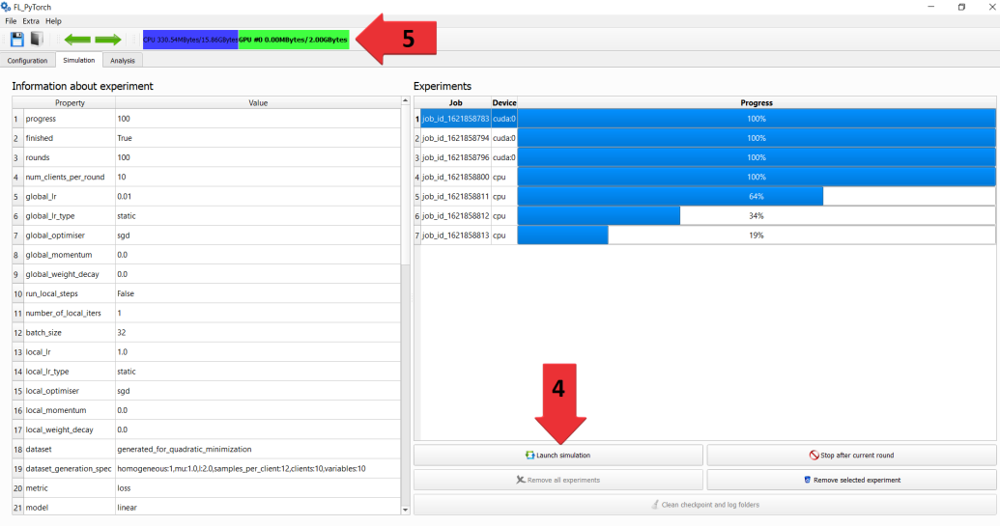 FL_PyTorch
File Extra Help
CPU 330.54MBytes/15.86GBytes GPU #0 0.00MBytes/2.00GBytes
5
Configuration Simulation Analysis
Information about experiment
Property Value
1 progress 100
2 finished True
3 rounds 100
4 num_clients_per_round 10
5 global_lr 0.01
6 global_lr_type static
7 global_optimiser sgd
8 global_momentum 0.0
9 global_weight_decay 0.0
10 run_local_steps False
11 number_of_local_iters 1
12 batch_size 32
13 local_lr 1.0
14 local_lr_type static
15 local_optimiser sgd
16 local_momentum 0.0
17 local_weight_decay 0.0
18 dataset generated_for_quadratic_minimization
19 dataset_generation_spec homogeneous:1,mu:1.0,l:2.0,samples_per_client:12,clients:10,variables:10
20 metric loss
21 model linear
Experiments
Job Device Progress
1 job_id_1621858783 cuda:0 100%
2 job_id_1621858794 cuda:0 100%
3 job_id_1621858796 cuda:0 100%
4 job_id_1621858800 cpu 100%
5 job_id_1621858811 cpu 64%
6 job_id_1621858812 cpu 34%
7 job_id_1621858813 cpu 19%
4
Launch simulation Stop after current round
Remove all experiments Remove selected experiment
Clean checkpoint and log folders